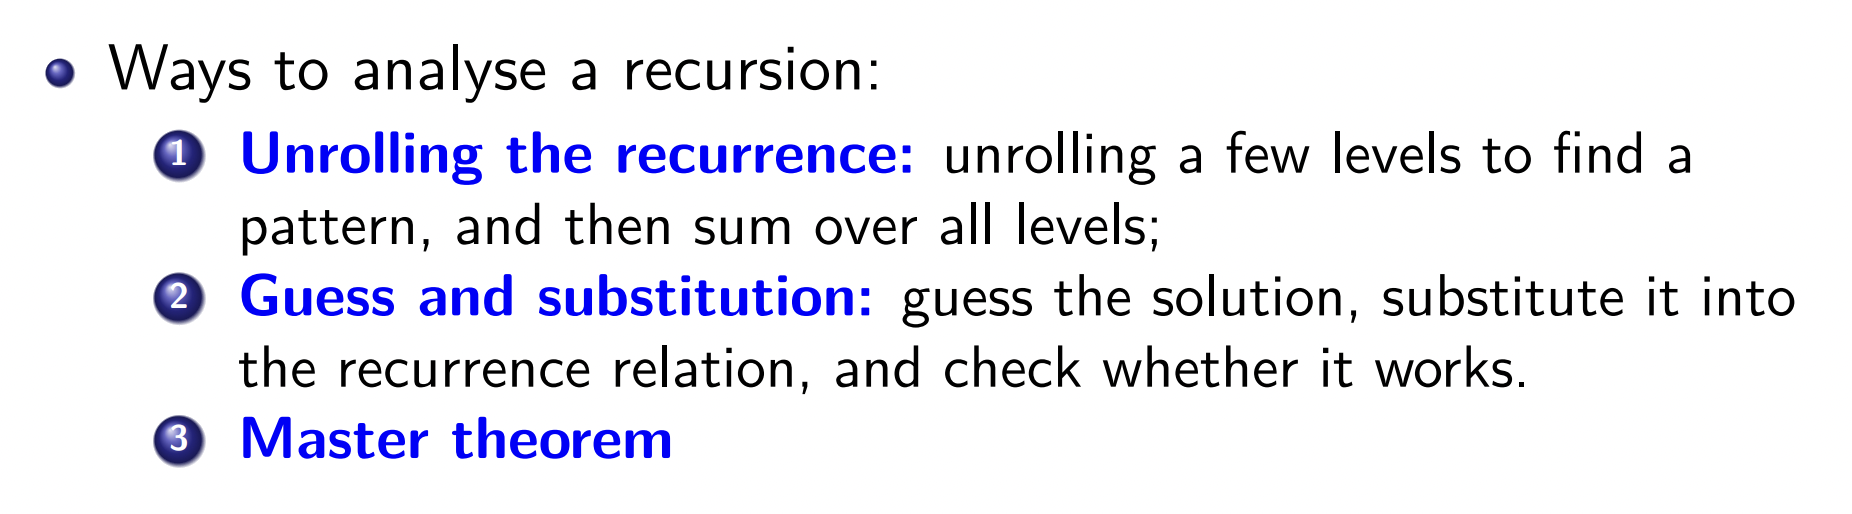 Ways to analyse a recursion:
1 Unrolling the recurrence: unrolling a few levels to find a
pattern, and then sum over all levels;
2 Guess and substitution: guess the solution, substitute it into
the recurrence relation, and check whether it works.
3 Master theorem